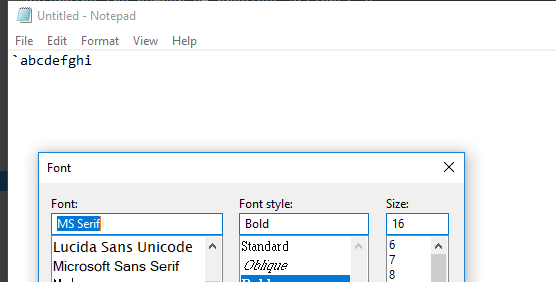 Untitled - Notepad
File Edit Format View Help
`abcdefghi
Font
Font: Font style: Size:
MS Serif Bold 16
Lucida Sans Unicode Standard 6
Microsoft Sans Serif Oblique 7
8